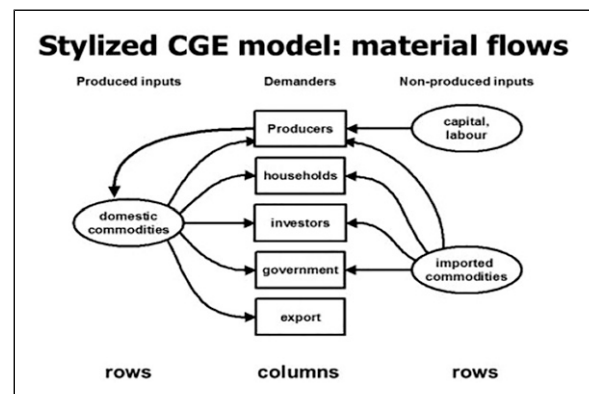 Stylized CGE model: material flows
Produced inputs
Demanders
Non-produced inputs
Producers
capital,
labour
households
domestic
commodities
investors
imported
commodities
government
export
rows
columns
rows